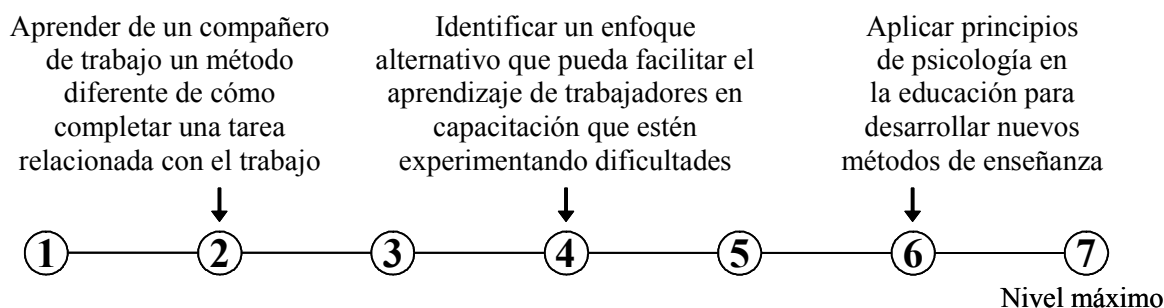 Aprender de un compañero
de trabajo un método
diferente de cómo
completar una tarea
relacionada con el trabajo
Identificar un enfoque
alternativo que pueda facilitar el
aprendizaje de trabajadores en
capacitación que estén
experimentando dificultades
Aplicar principios
de psicología en
la educación para
desarrollar nuevos
métodos de enseñanza
1 2 3 4 5 6 7
Nivel máximo